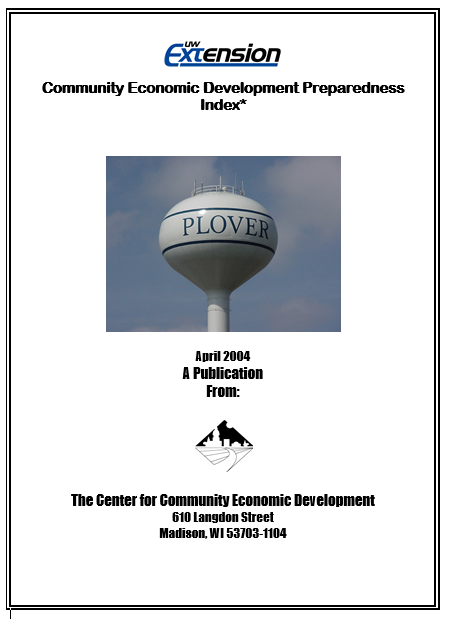 UW
Extension
Community Economic Development Preparedness
Index*
PLOVER
April 2004
A Publication
From:
The Center for Community Economic Development
610 Langdon Street
Madison, WI 53703-1104